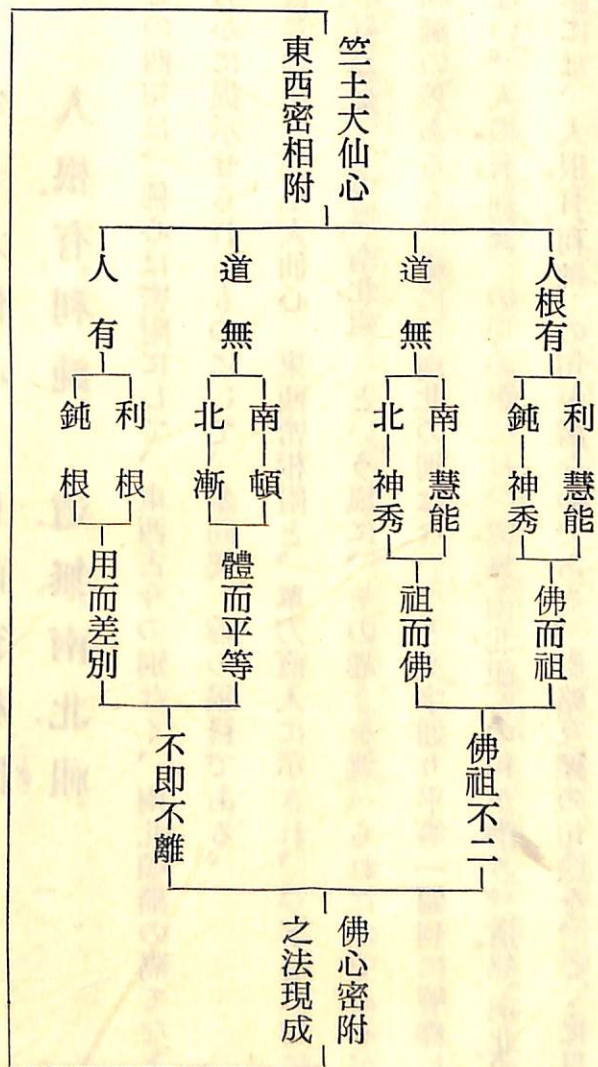 竺土大仙心
東西密相附
人根有
利
慧能
鈍
神秀
佛而祖
道無
南
慧能
北
神秀
祖而佛
佛祖不二
道無
南
頓
北
漸
體而平等
人有
利根
鈍根
用而差別
不即不離
佛心密附
之法現成